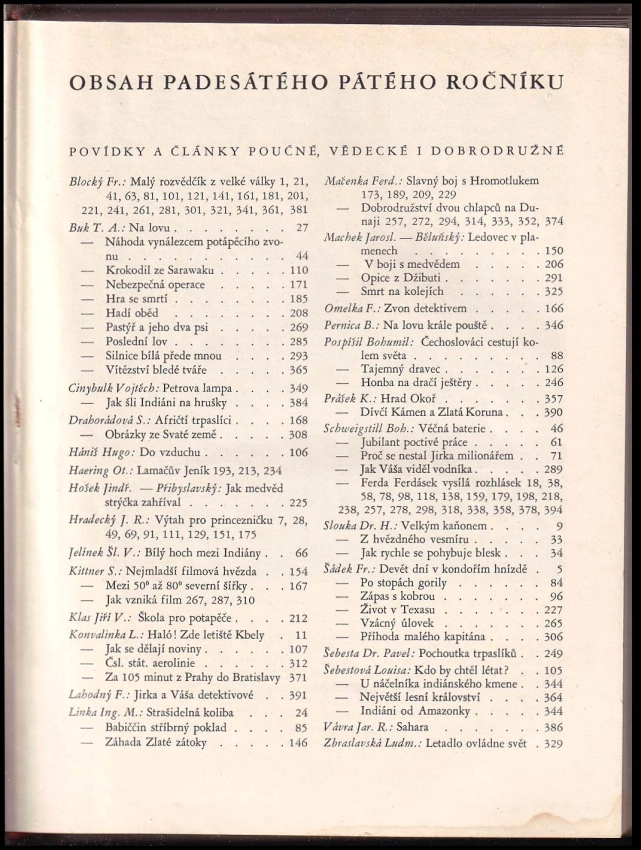 OBSAH PADESÁTÉHO PÁTÉHO ROČNÍKU
POVÍDKY A ČLÁNKY POUČNÉ, VĚDECKÉ I DOBRODRUŽNÉ
Blocký Fr.: Malý rozvědčík z velké války 1, 21,
41, 63, 81, 101, 121, 141, 161, 181, 201,
221, 241, 261, 281, 301, 321, 341, 361, 381
Buk T. A.: Na lovu . . . . . . . . 27
— Náhoda vynálezcem potápěcího zvo-
nu . . . . . . . . . . . . 44
— Krokodil ze Sarawaku . . . . . 110
— Nebezpečná operace . . . . . 171
— Hra se smrtí . . . . . . . . 185
— Hadí oběd . . . . . . . . 208
— Pastýř a jeho dva psi . . . . . 269
— Poslední lov . . . . . . . . 285
— Silnice bílá přede mnou . . . . 293
— Vítězství bledé tváře . . . . . 365
Cinybulk Vojtěch: Petrova lampa . . . . 349
— Jak šli Indiáni na hrušky . . . . 384
Drahorádová S.: Afričtí trpaslíci . . . . 168
— Obrázky ze Svaté země . . . . . 308
Hániš Hugo: Do vzduchu . . . . . . 106
Haering Ot.: Lamačův Jeník 193, 213, 234
Hošek Jindř. — Přibyslavský: Jak medvěd
strýčka zahříval . . . . . . . 225
Hradecký J. R.: Výtah pro princezničku 7, 28,
49, 69, 91, 111, 129, 151, 175
Jelínek Šl. V.: Bílý hoch mezi Indiány . . 66
Kittner S.: Nejmladší filmová hvězda . . 154
— Mezi 50⁰ až 80⁰ severní šířky . . . 167
— Jak vzniká film 267, 287, 310
Klas Jiří V.: Škola pro potapěče . . . . 212
Konvalinka L.: Haló! Zde letiště Kbely . 11
— Jak se dělají noviny . . . . . 107
— Čsl. stát. aerolinie . . . . . . 312
— Za 105 minut z Prahy do Bratislavy 371
Lahodný F.: Jirka a Váša detektivové . . 391
Linka Ing. M.: Strašidelná koliba . . . 24
— Babiččin stříbrný poklad . . . . 85
— Záhada Zlaté zátoky . . . . . 146
Mačenka Ferd.: Slavný boj s Hromotlukem
173, 189, 209, 229
— Dobrodružství dvou chlapců na Du-
naji 257, 272, 294, 314, 333, 352, 374
Machek Jarosl. — Běluňský: Ledovec v pla-
menech . . . . . . . . . 150
— V boji s medvědem . . . . . 206
— Opice z Džibuti . . . . . . . 291
— Smrt na kolejích . . . . . . 325
Omelka F.: Zvon detektivem . . . . . 166
Pernica B.: Na lovu krále pouště . . . . 346
Pospíšil Bohumil: Čechoslováci cestují ko-
lem světa . . . . . . . . . 88
— Tajemný dravec . . . . . . . 126
— Honba na dračí ještěry . . . . . 246
Prášek K.: Hrad Okoř . . . . . . . 357
— Dívčí Kámen a Zlatá Koruna . . . 390
Schweigstill Boh.: Věčná baterie . . . . 46
— Jubilant poctivé práce . . . . . 61
— Proč se nestal Jirka milionářem . . 71
— Jak Váša viděl vodníka . . . . . 289
— Ferda Ferdásek vysílá rozhlásek 18, 38,
58, 78, 98, 118, 138, 159, 179, 198, 218,
238, 257, 278, 298, 318, 338, 358, 378, 394
Slouka Dr. H.: Velkým kaňonem . . . . 9
— Z hvězdného vesmíru . . . . . 33
— Jak rychle se pohybuje blesk . . . 34
Šádek Fr.: Devět dní v kondořím hnízdě . 5
— Po stopách gorily . . . . . . 84
— Zápas s kobrou . . . . . . . 96
— Život v Texasu . . . . . . . 227
— Vzácný úlovek . . . . . . . 265
— Příhoda malého kapitána . . . . 306
Šebesta Dr. Pavel: Pochoutka trpaslíků . . 249
Šebestová Louisa: Kdo by chtěl létat? . . 105
— U náčelníka indiánského kmene . . 344
— Největší lesní království . . . . 364
— Indiáni od Amazonky . . . . . 344
Vávra Jar. R.: Sahara . . . . . . . 386
Zbraslavská Ludm.: Letadlo ovládne svět . 329